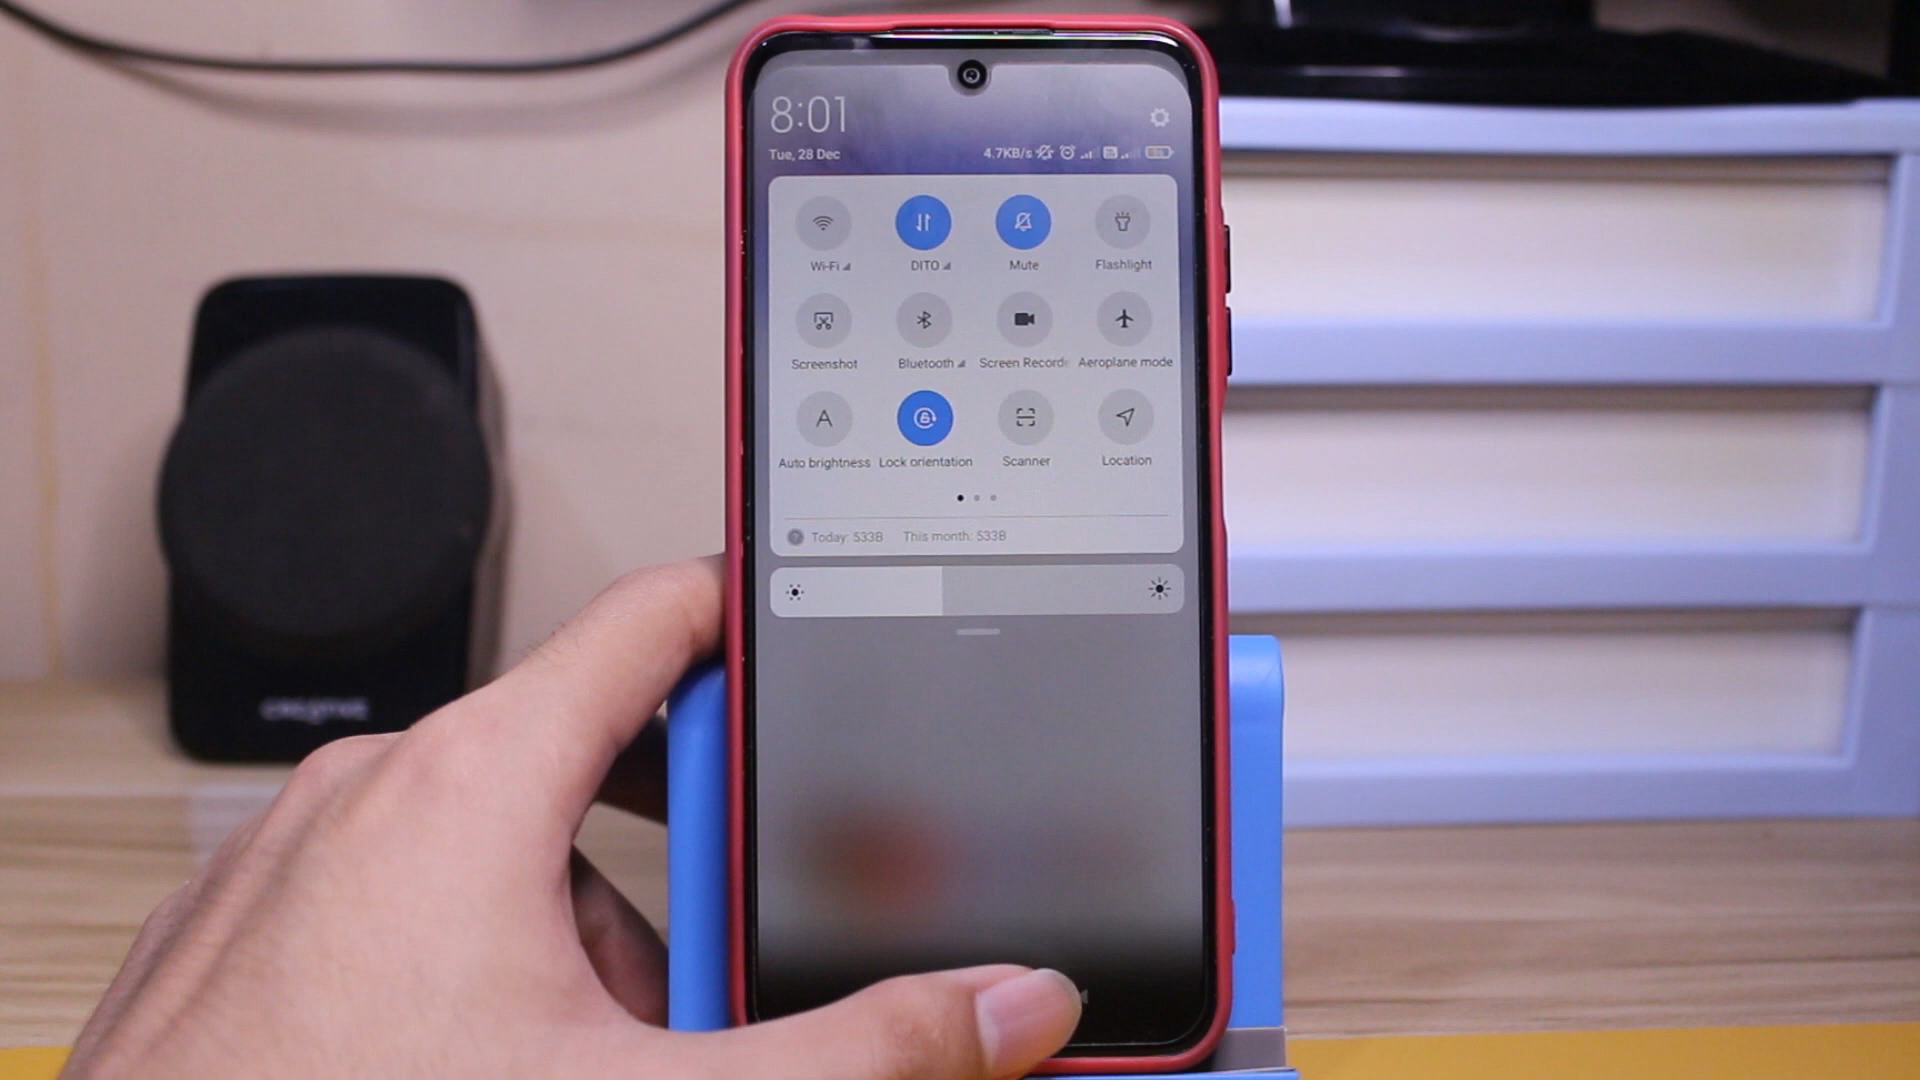 8:01
Tue, 28 Dec
4.7KB/s
Wi-Fi
DITO
Mute
Flashlight
Screenshot
Bluetooth
Screen Recorde
Aeroplane mode
A
Auto brightness
Lock orientation
Scanner
Location
? Today: 533B This month: 533B
CREATIVE